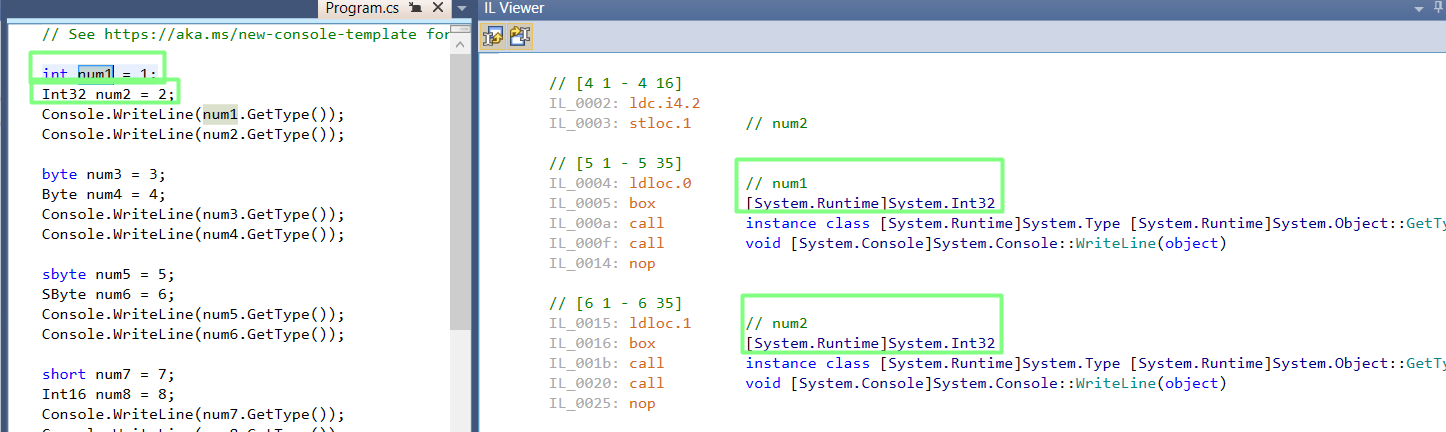 Program.cs
// See https://aka.ms/new-console-template for
int num1 = 1;
Int32 num2 = 2;
Console.WriteLine(num1.GetType());
Console.WriteLine(num2.GetType());
byte num3 = 3;
Byte num4 = 4;
Console.WriteLine(num3.GetType());
Console.WriteLine(num4.GetType());
sbyte num5 = 5;
SByte num6 = 6;
Console.WriteLine(num5.GetType());
Console.WriteLine(num6.GetType());
short num7 = 7;
Int16 num8 = 8;
Console.WriteLine(num7.GetType());
IL Viewer
// [4 1 - 4 16]
IL_0002: ldc.i4.2
IL_0003: stloc.1 // num2
// [5 1 - 5 35]
IL_0004: ldloc.0 // num1
IL_0005: box [System.Runtime]System.Int32
IL_000a: call instance class [System.Runtime]System.Type [System.Runtime]System.Object::GetTy
IL_000f: call void [System.Console]System.Console::WriteLine(object)
IL_0014: nop
// [6 1 - 6 35]
IL_0015: ldloc.1 // num2
IL_0016: box [System.Runtime]System.Int32
IL_001b: call instance class [System.Runtime]System.Type [System.Runtime]System.Object::GetTy
IL_0020: call void [System.Console]System.Console::WriteLine(object)
IL_0025: nop